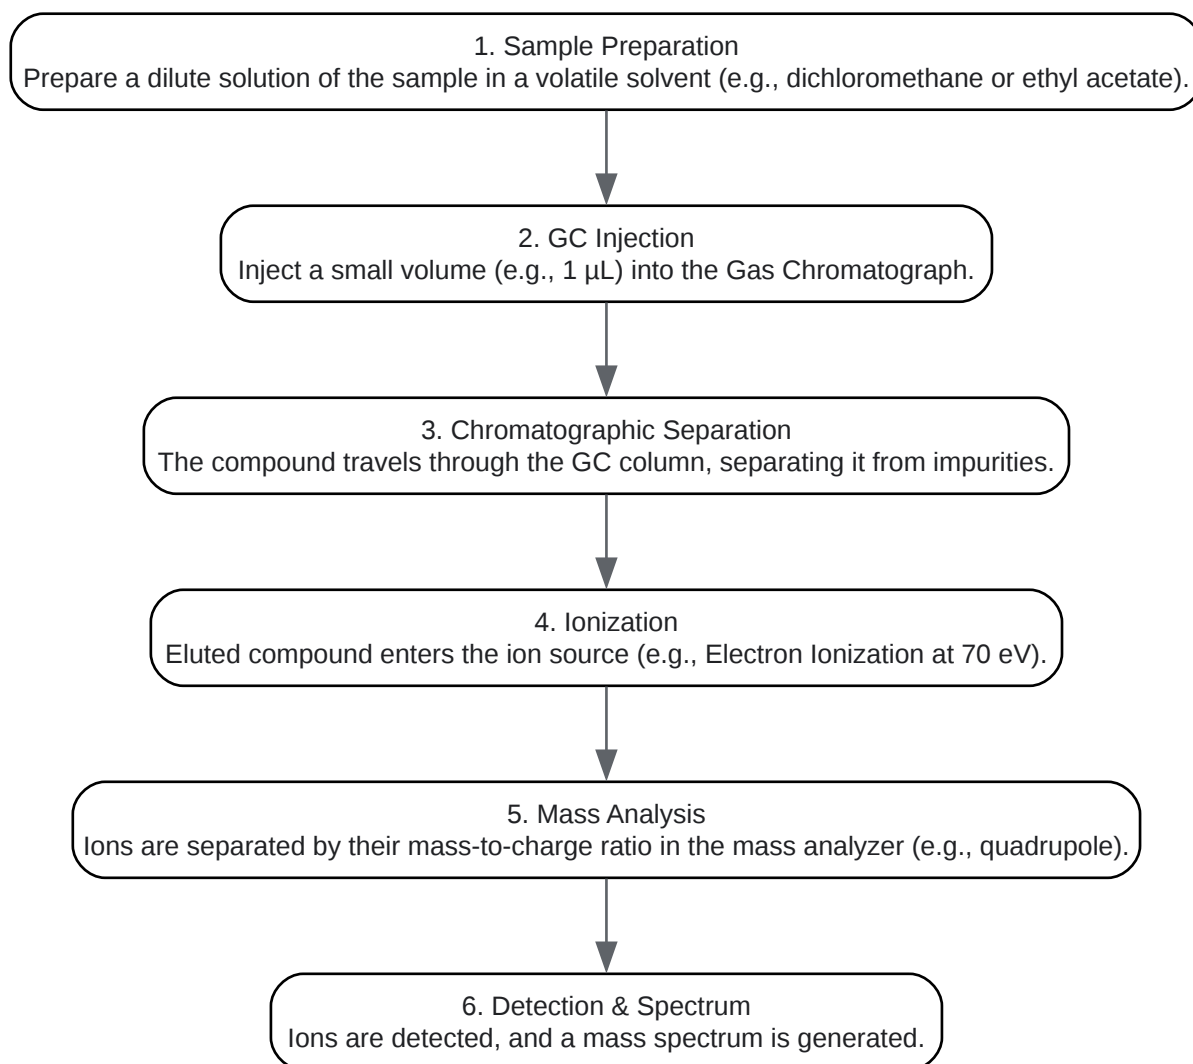 1. Sample Preparation
Prepare a dilute solution of the sample in a volatile solvent (e.g., dichloromethane or ethyl acetate).
2. GC Injection
Inject a small volume (e.g., 1 µL) into the Gas Chromatograph.
3. Chromatographic Separation
The compound travels through the GC column, separating it from impurities.
4. Ionization
Eluted compound enters the ion source (e.g., Electron Ionization at 70 eV).
5. Mass Analysis
Ions are separated by their mass-to-charge ratio in the mass analyzer (e.g., quadrupole).
6. Detection & Spectrum
Ions are detected, and a mass spectrum is generated.